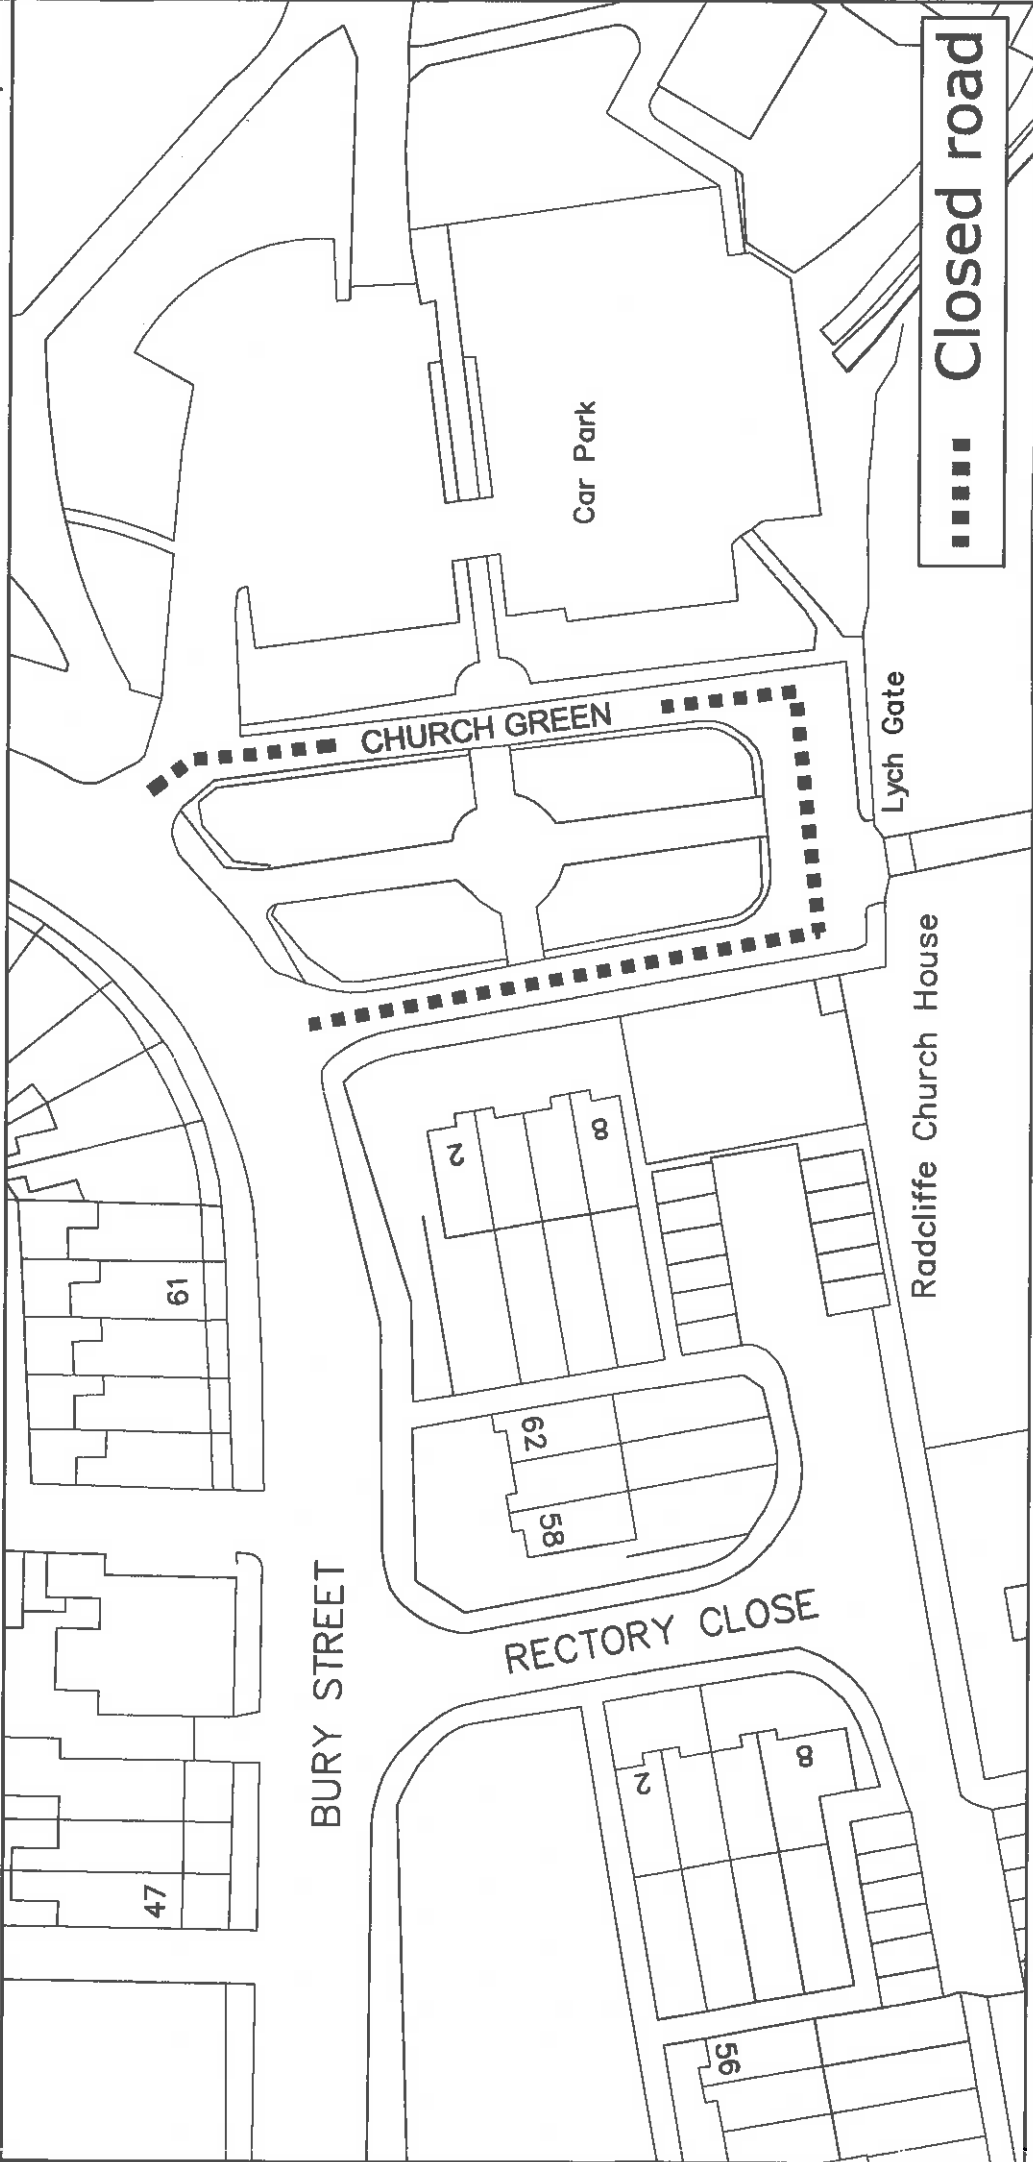 Closed road
Car Park
CHURCH GREEN
Lych Gate
Radcliffe Church House
2
8
61
62
58
BURY STREET
RECTORY CLOSE
2
8
47
56